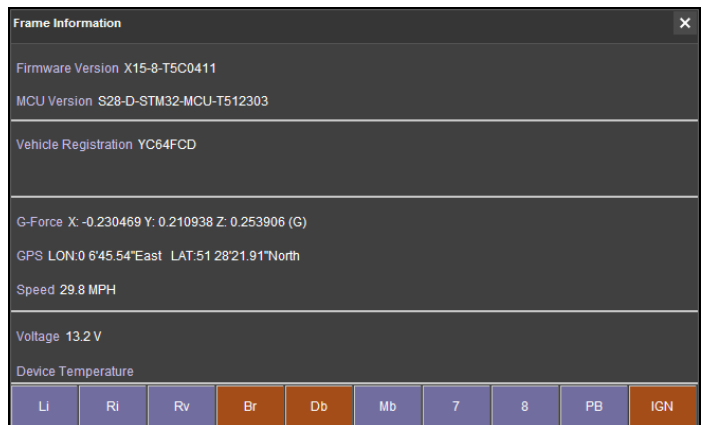 Frame Information
Firmware Version X15-8-T5C0411
MCU Version S28-D-STM32-MCU-T512303
Vehicle Registration YC64FCD
G-Force X: -0.230469 Y: 0.210938 Z: 0.253906 (G)
GPS LON:0 6'45.54"East LAT:51 28'21.91"North
Speed 29.8 MPH
Voltage 13.2 V
Device Temperature
Li Ri Rv Br Db Mb 7 8 PB IGN